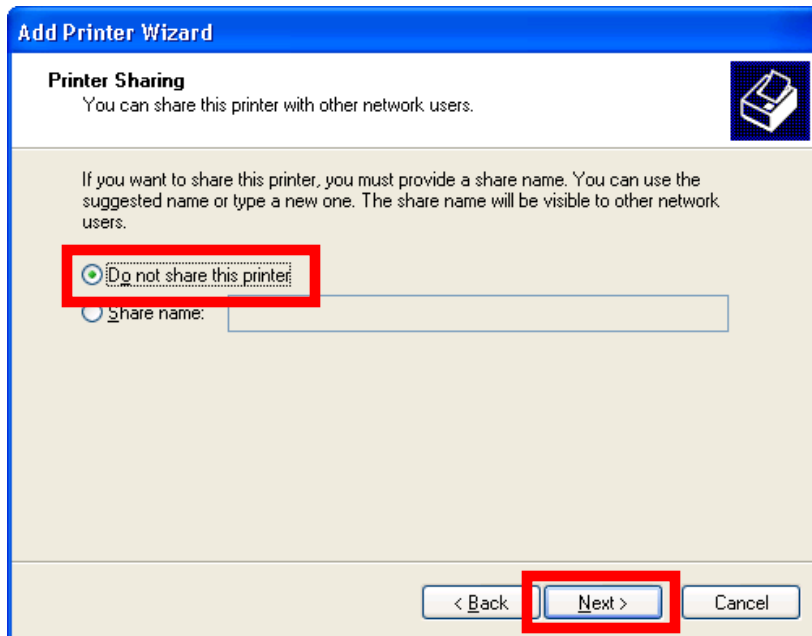 Add Printer Wizard
Printer Sharing
You can share this printer with other network users.
If you want to share this printer, you must provide a share name. You can use the
suggested name or type a new one. The share name will be visible to other network
users.
Do not share this printer
Share name:
< Back
Next >
Cancel